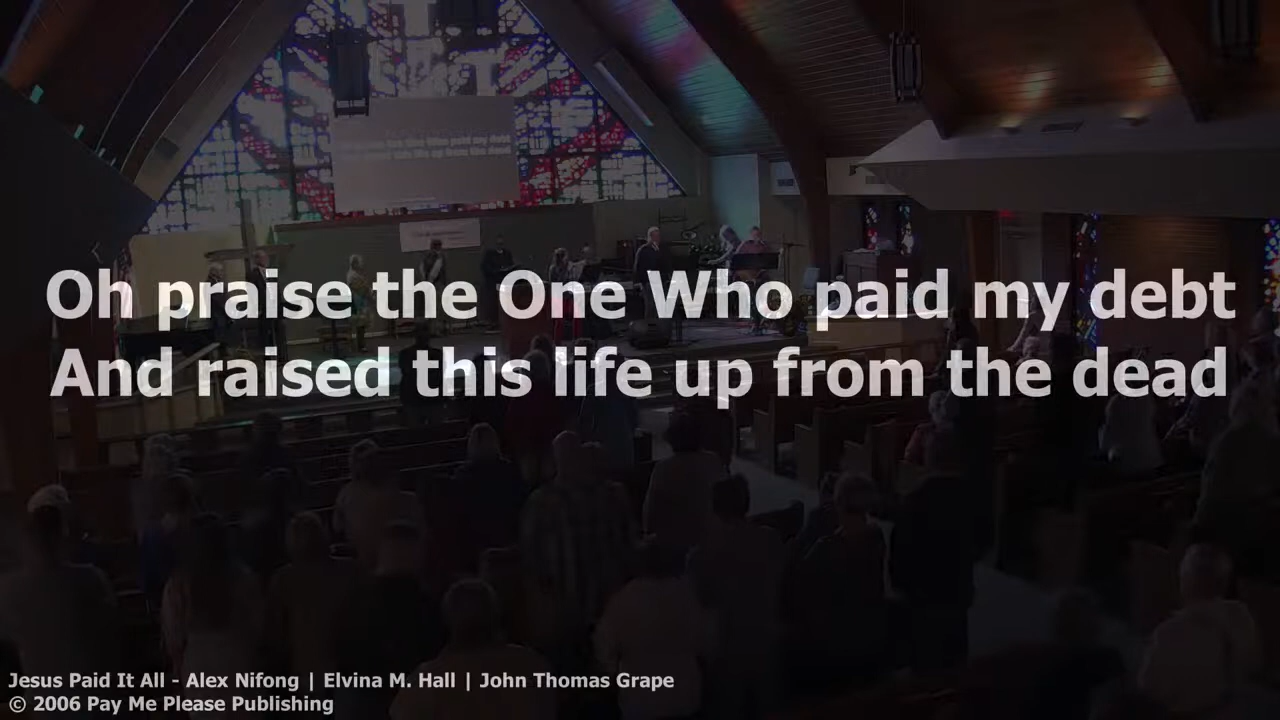 Oh praise the One Who paid my debt
And raised this life up from the dead
Jesus Paid It All - Alex Nifong | Elvina M. Hall | John Thomas Grape
© 2006 Pay Me Please Publishing